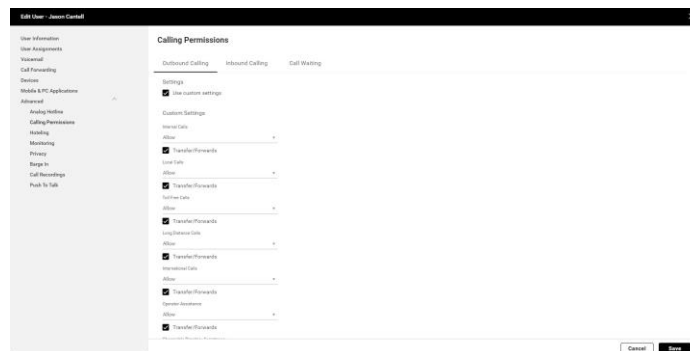 Edit User - Jason Cantell
User Information
User Assignments
Voicemail
Call Forwarding
Devices
Mobile & PC Applications
Advanced
Analog Hotline
Calling Permissions
Hoteling
Monitoring
Privacy
Barge In
Call Recordings
Push To Talk
Calling Permissions
Outbound Calling Inbound Calling Call Waiting
Settings
Use custom settings
Custom Settings
Internal Calls
Allow
Transfer/Forwards
Local Calls
Allow
Transfer/Forwards
Toll Free Calls
Allow
Transfer/Forwards
Long Distance Calls
Allow
Transfer/Forwards
International Calls
Allow
Transfer/Forwards
Operator Assistance
Allow
Transfer/Forwards
Cancel Save